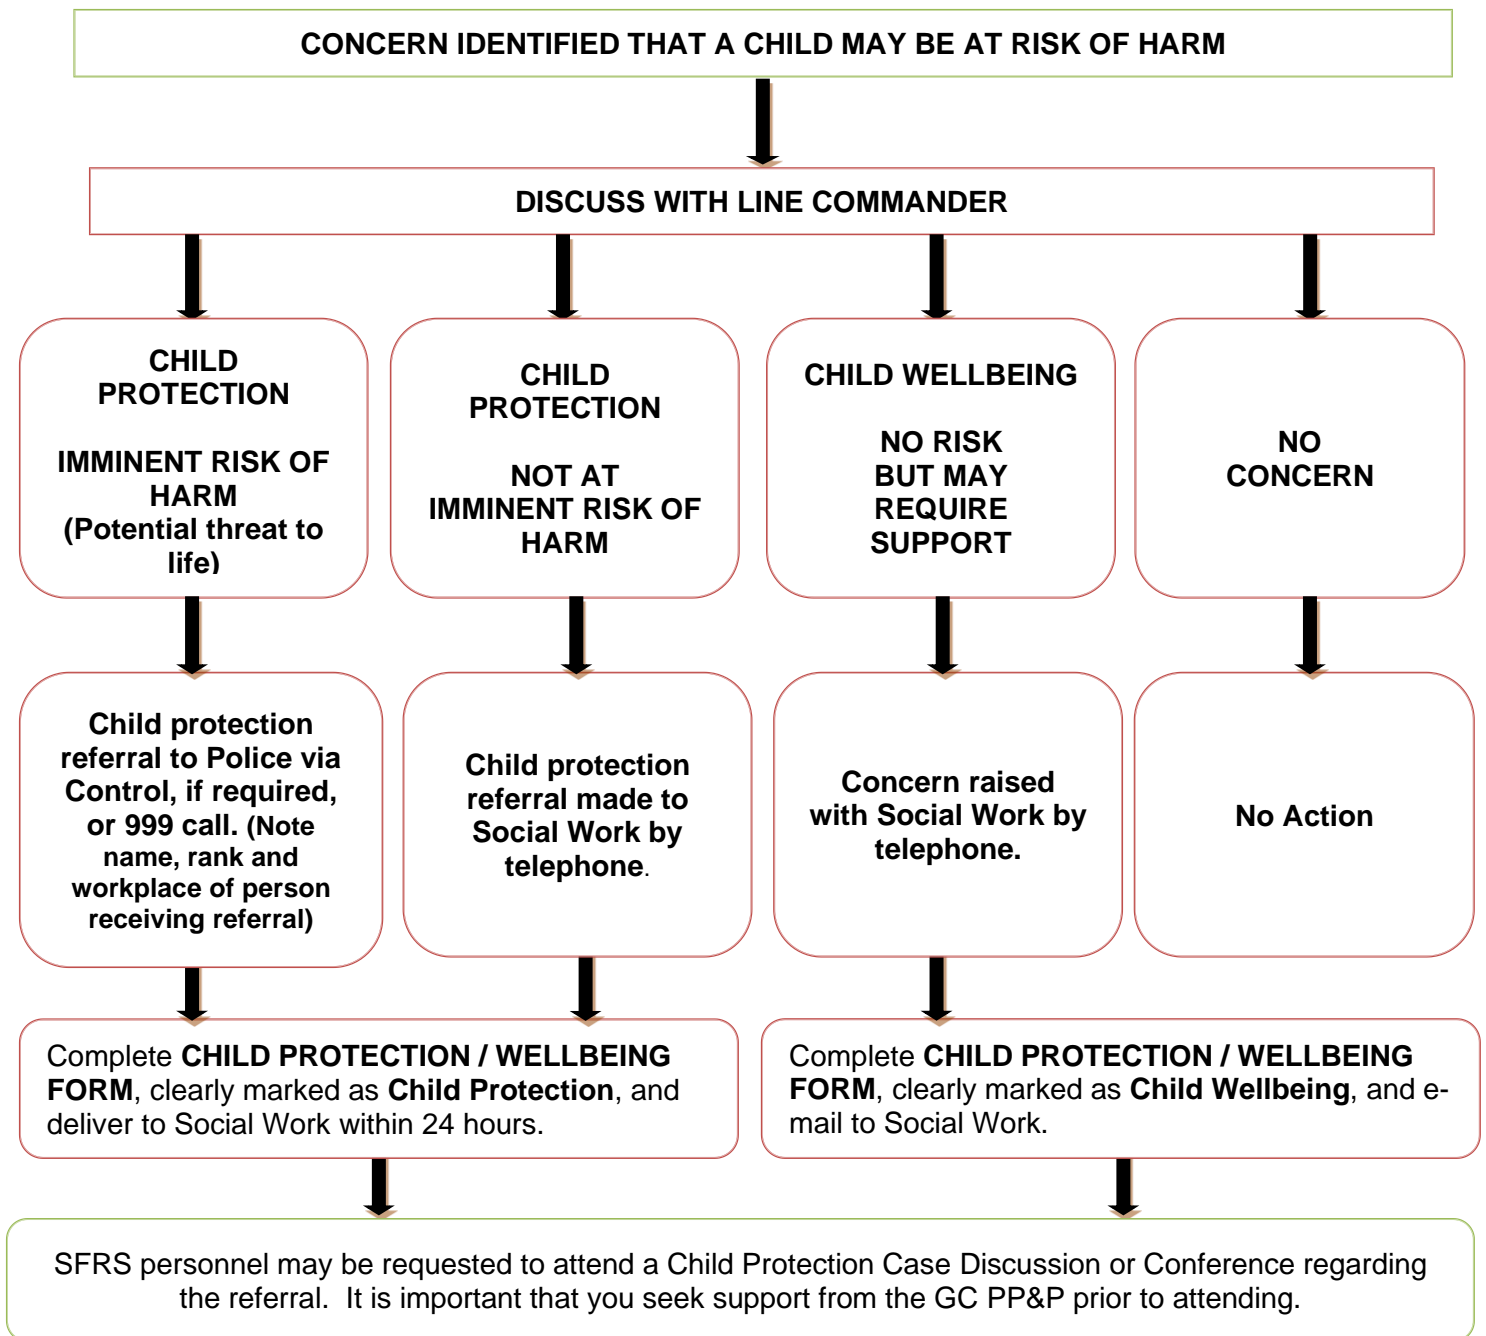 CONCERN IDENTIFIED THAT A CHILD MAY BE AT RISK OF HARM
DISCUSS WITH LINE COMMANDER
CHILD
PROTECTION
IMMINENT RISK OF
HARM
(Potential threat to
life)
CHILD
PROTECTION
NOT AT
IMMINENT RISK OF
HARM
CHILD WELLBEING
NO RISK
BUT MAY
REQUIRE
SUPPORT
NO
CONCERN
Child protection
referral to Police via
Control, if required,
or 999 call. (Note
name, rank and
workplace of person
receiving referral)
Child protection
referral made to
Social Work by
telephone.
Concern raised
with Social Work by
telephone.
No Action
Complete CHILD PROTECTION / WELLBEING
FORM, clearly marked as Child Protection, and
deliver to Social Work within 24 hours.
Complete CHILD PROTECTION / WELLBEING
FORM, clearly marked as Child Wellbeing, and e-
mail to Social Work.
SFRS personnel may be requested to attend a Child Protection Case Discussion or Conference regarding
the referral.  It is important that you seek support from the GC PP&P prior to attending.